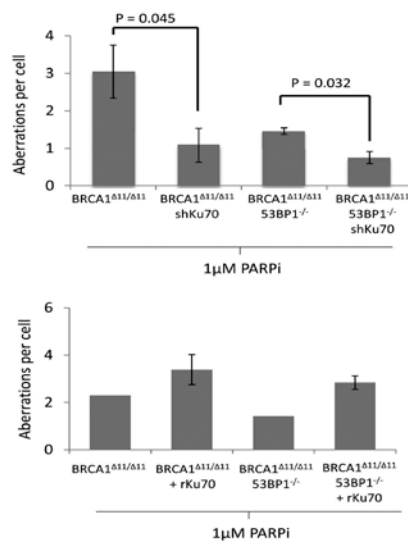 P = 0.045
P = 0.032
Aberrations per cell
4
3
2
1
0
BRCA1Δ11/Δ11
BRCA1Δ11/Δ11
shKu70
BRCA1Δ11/Δ11
53BP1-/-
BRCA1Δ11/Δ11
53BP1-/-
shKu70
1μM PARPi
Aberrations per cell
6
4
2
0
BRCA1Δ11/Δ11
BRCA1Δ11/Δ11
+ rKu70
BRCA1Δ11/Δ11
53BP1-/-
BRCA1Δ11/Δ11
53BP1-/-
+ rKu70
1μM PARPi